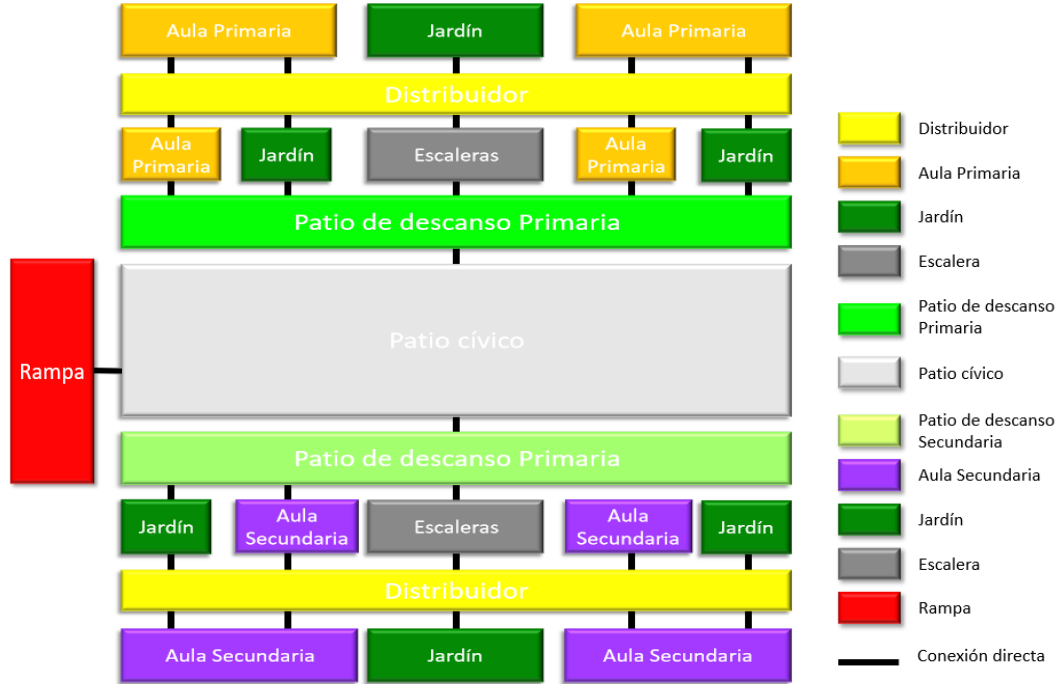 Aula Primaria
Jardín
Aula Primaria
Distribuidor
Aula
Primaria
Jardín
Escaleras
Aula
Primaria
Jardín
Patio de descanso Primaria
Rampa
Patio cívico
Patio de descanso Primaria
Jardín
Aula
Secundaria
Escaleras
Aula
Secundaria
Jardín
Distribuidor
Aula Secundaria
Jardín
Aula Secundaria
Distribuidor
Aula Primaria
Jardín
Escalera
Patio de descanso
Primaria
Patio cívico
Patio de descanso
Secundaria
Aula Secundaria
Jardín
Escalera
Rampa
Conexión directa